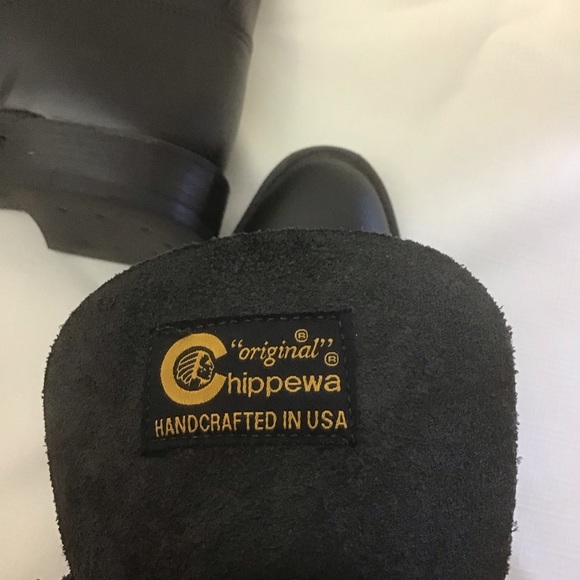 "original"®
Chippewa®
HANDCRAFTED IN USA